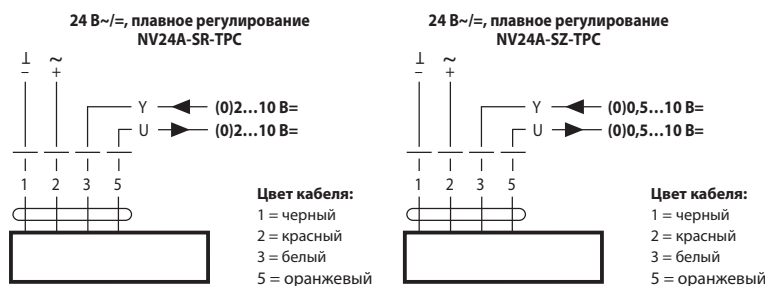 24 В~/=, плавное регулирование
NV24A-SR-TPC
⊥ ~
– +
Y (0)2…10 В=
U (0)2…10 В=
1 2 3 5
Цвет кабеля:
1 = черный
2 = красный
3 = белый
5 = оранжевый
24 В~/=, плавное регулирование
NV24A-SZ-TPC
⊥ ~
– +
Y (0)0,5…10 В=
U (0)0,5…10 В=
1 2 3 5
Цвет кабеля:
1 = черный
2 = красный
3 = белый
5 = оранжевый